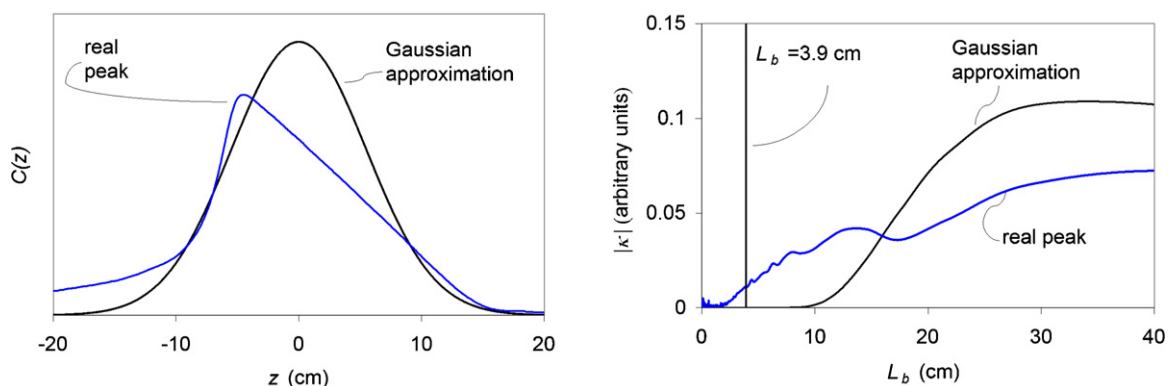 real
peak
Gaussian
approximation
C(z)
-20
-10
0
10
20
z (cm)
0.15
L_b =3.9 cm
Gaussian
approximation
0.1
|κ| (arbitrary units)
0.05
real peak
0
0
10
20
30
40
L_b (cm)